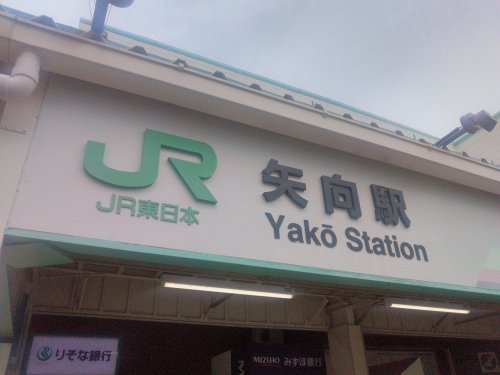 JR
JR東日本
矢向駅
Yakō Station
りそな銀行
MIZUHO みずほ銀行